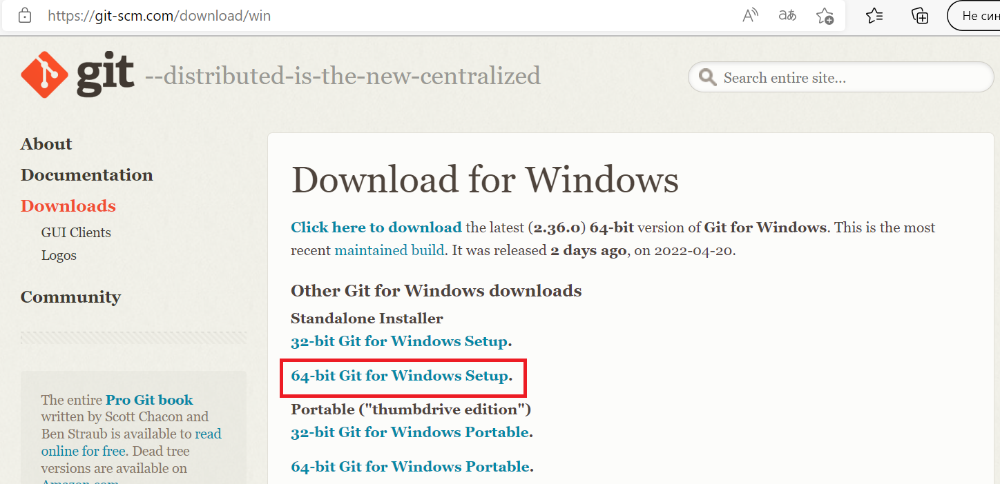 https://git-scm.com/download/win
Не син
git --distributed-is-the-new-centralized
Search entire site...
About
Documentation
Downloads
GUI Clients
Logos
Community
The entire Pro Git book
written by Scott Chacon and
Ben Straub is available to read
online for free. Dead tree
versions are available on
Amazon.com
Download for Windows
Click here to download the latest (2.36.0) 64-bit version of Git for Windows. This is the most
recent maintained build. It was released 2 days ago, on 2022-04-20.
Other Git for Windows downloads
Standalone Installer
32-bit Git for Windows Setup.
64-bit Git for Windows Setup.
Portable ("thumbdrive edition")
32-bit Git for Windows Portable.
64-bit Git for Windows Portable.